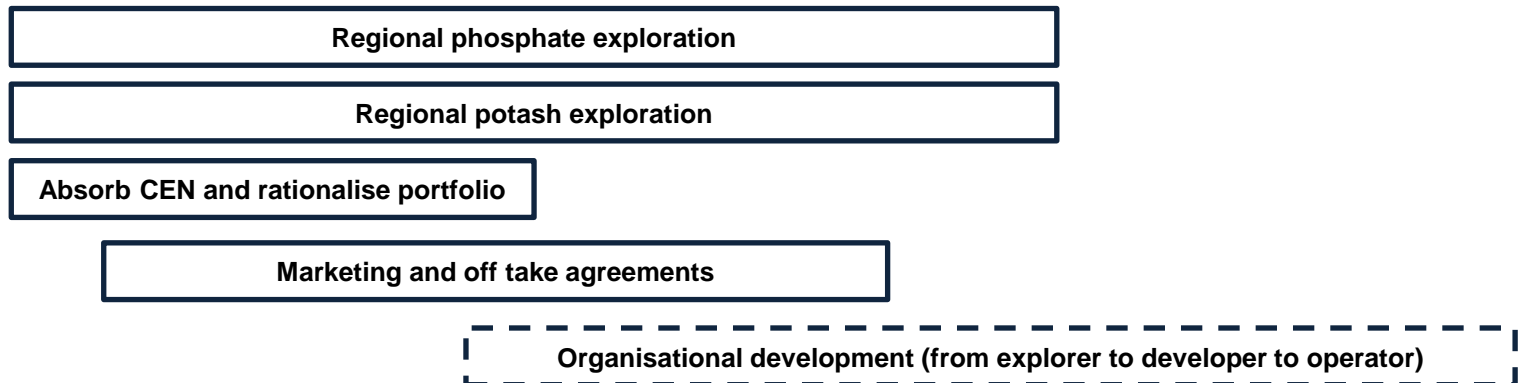 Regional phosphate exploration
Regional potash exploration
Absorb CEN and rationalise portfolio
Marketing and off take agreements
Organisational development (from explorer to developer to operator)